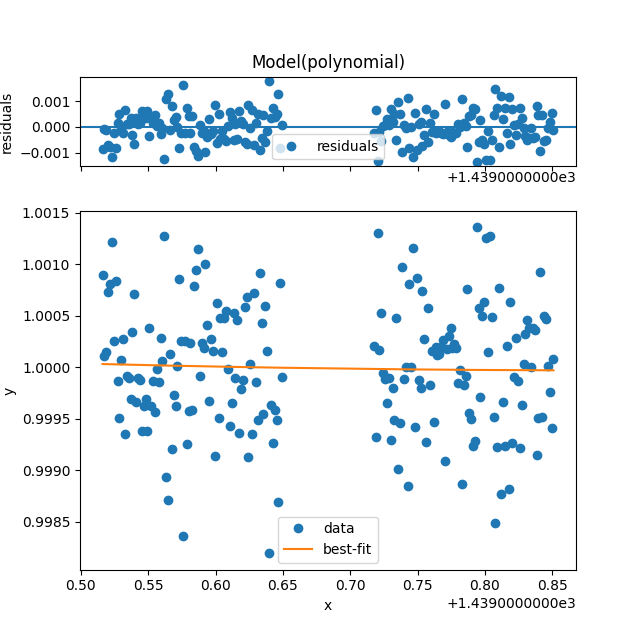 Model(polynomial)
residuals
0.001
0.000
−0.001
residuals
+1.4390000000e3
y
1.0015
1.0010
1.0005
1.0000
0.9995
0.9990
0.9985
data
best-fit
0.50 0.55 0.60 0.65 0.70 0.75 0.80 0.85
x
+1.4390000000e3